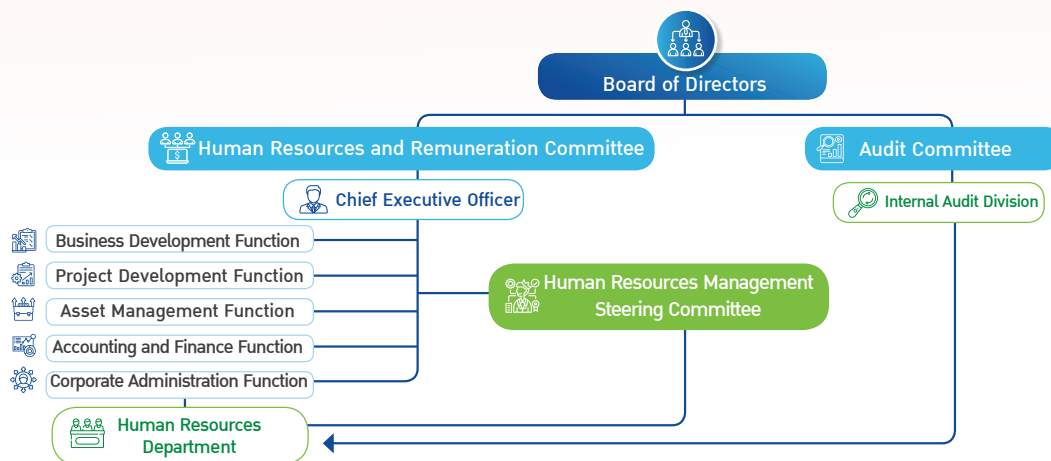 Board of Directors
Human Resources and Remuneration Committee
Audit Committee
Chief Executive Officer
Internal Audit Division
Business Development Function
Project Development Function
Asset Management Function
Accounting and Finance Function
Corporate Administration Function
Human Resources Management
Steering Committee
Human Resources
Department